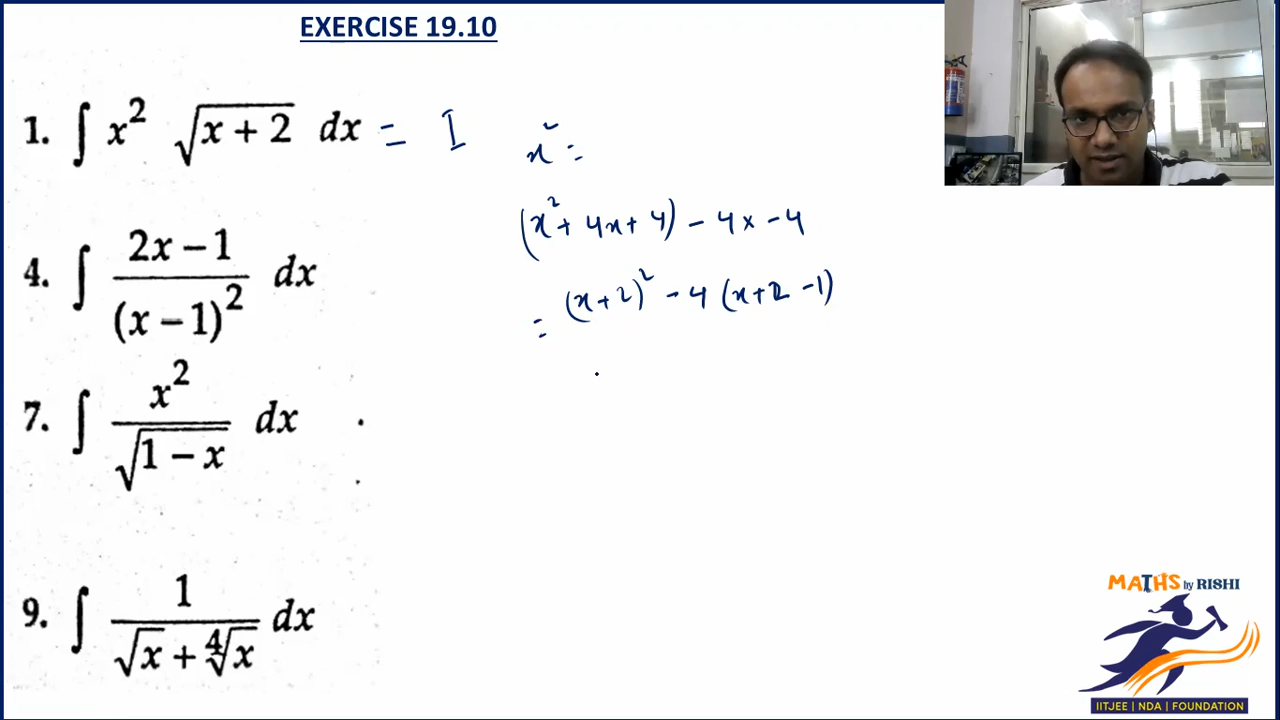 EXERCISE 19.10
1. ∫ x² √(x + 2) dx = I
x² =
(x² + 4x + 4) - 4x - 4
= (x + 2)² - 4 (x + 2 - 1)
4. ∫ (2x - 1)/(x - 1)² dx
7. ∫ x²/√(1 - x) dx
9. ∫ 1/(√x + ∜x) dx
MATHS by RISHI
IITJEE | NDA | FOUNDATION